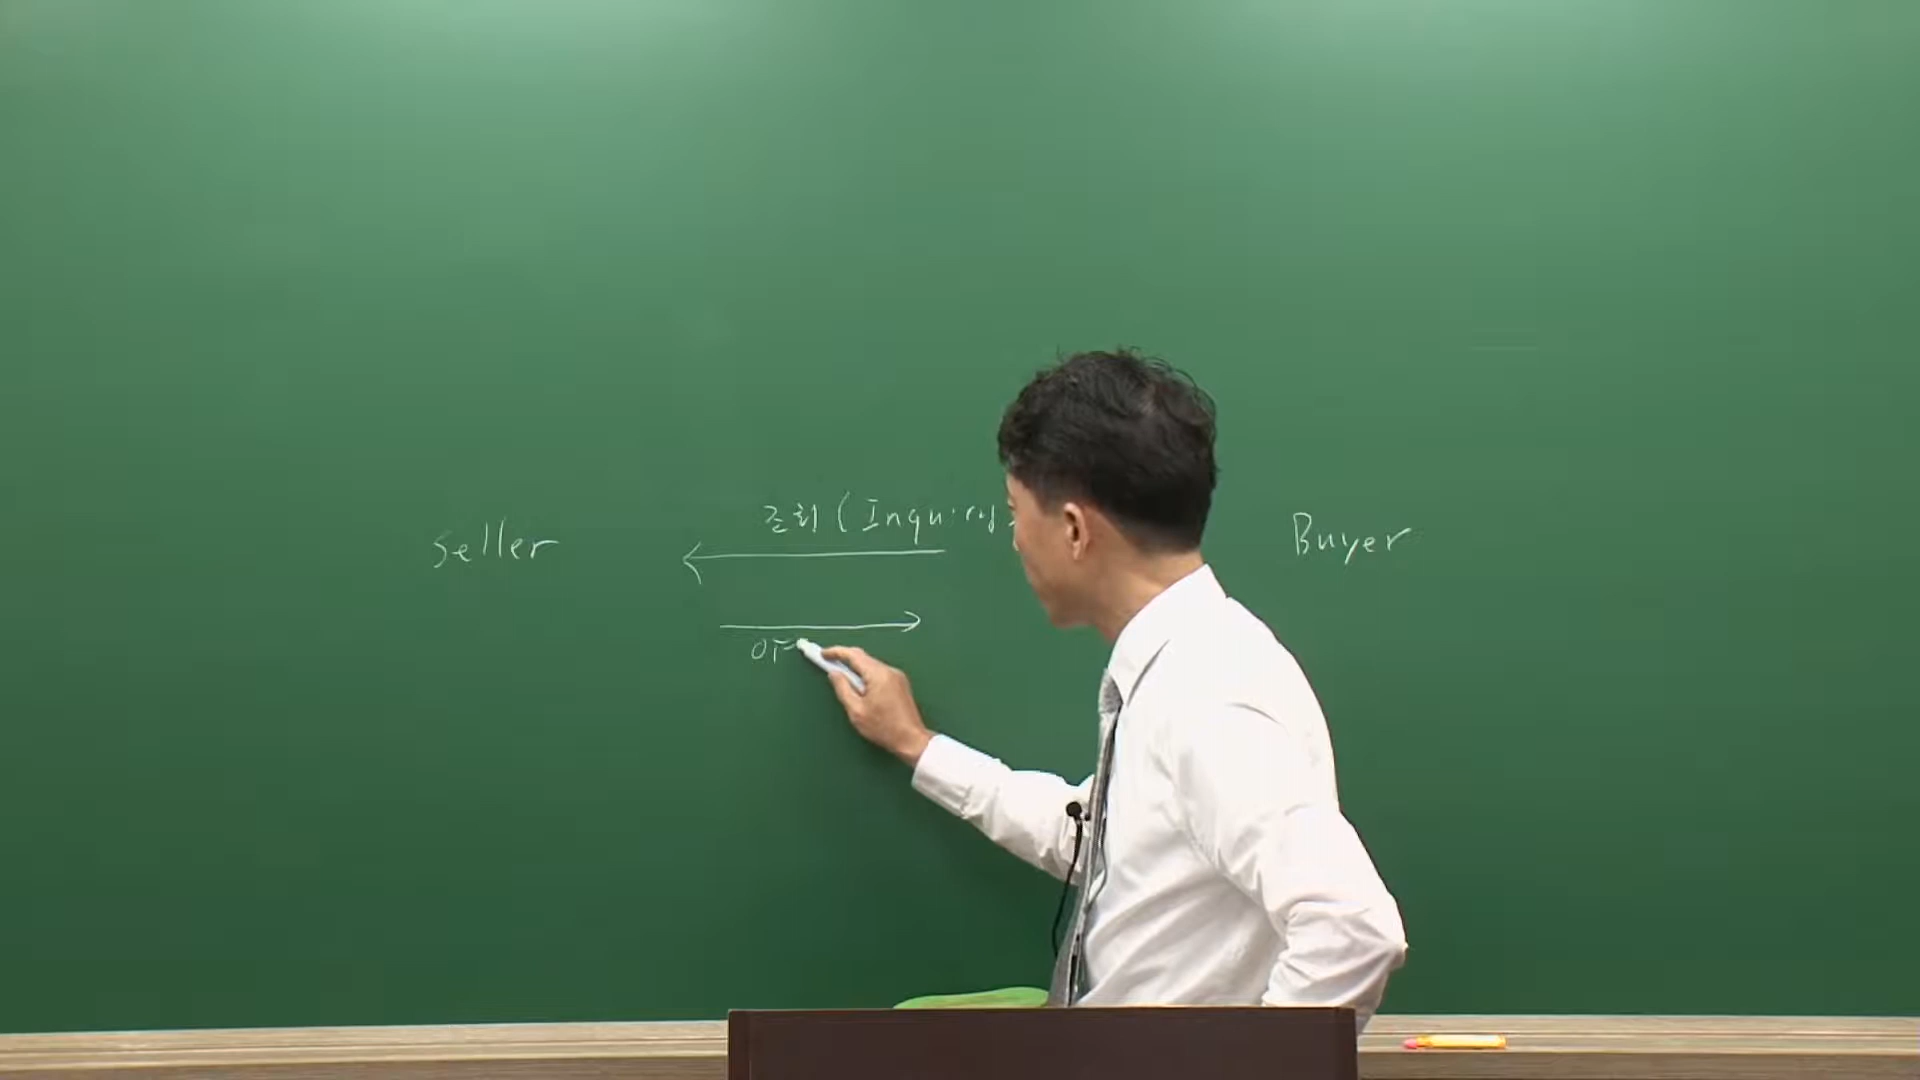 Seller
조회 (Inquiry
Buyer
of